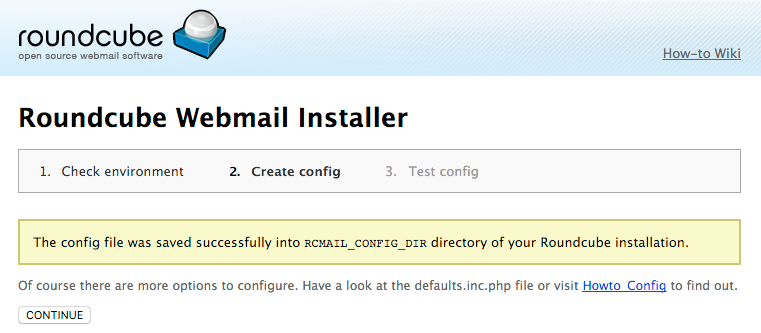 roundcube
open source webmail software
How-to Wiki
Roundcube Webmail Installer
1. Check environment 2. Create config 3. Test config
The config file was saved successfully into RCMAIL_CONFIG_DIR directory of your Roundcube installation.
Of course there are more options to configure. Have a look at the defaults.inc.php file or visit Howto_Config to find out.
CONTINUE